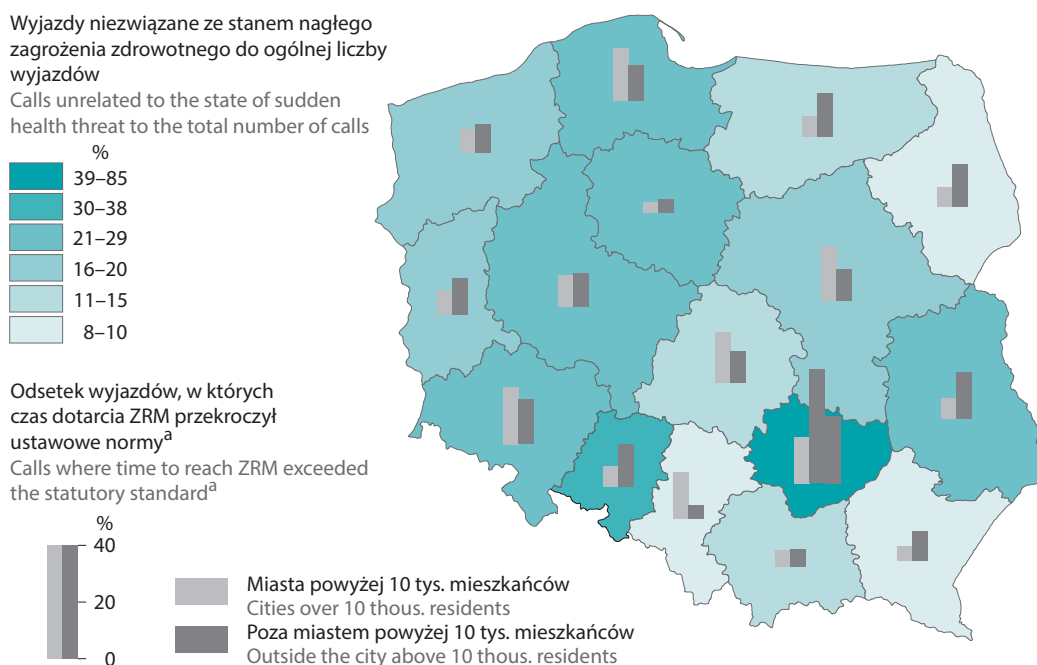 Wyjazdy niezwiązane ze stanem nagłego
zagrożenia zdrowotnego do ogólnej liczby
wyjazdów
Calls unrelated to the state of sudden
health threat to the total number of calls
%
39–85
30–38
21–29
16–20
11–15
8–10
Odsetek wyjazdów, w których
czas dotarcia ZRM przekroczył
ustawowe normyᵃ
Calls where time to reach ZRM exceeded
the statutory standardᵃ
%
40
20
0
Miasta powyżej 10 tys. mieszkańców
Cities over 10 thous. residents
Poza miastem powyżej 10 tys. mieszkańców
Outside the city above 10 thous. residents